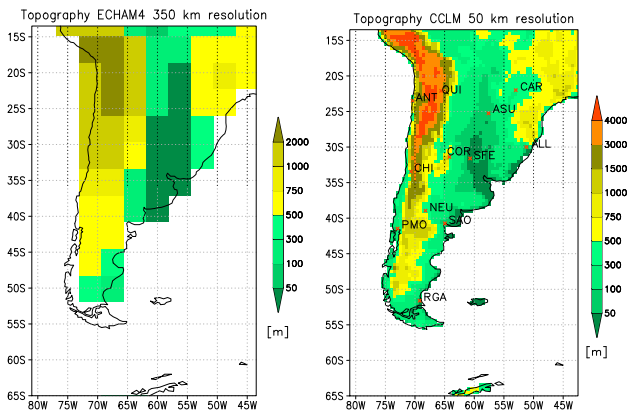 Topography ECHAM4 350 km resolution
15S
20S
25S
30S
35S
40S
45S
50S
55S
60S
65S
80W 75W 70W 65W 60W 55W 50W 45W
2000
1000
750
500
300
100
50
[m]
Topography CCLM 50 km resolution
15S
20S
25S
30S
35S
40S
45S
50S
55S
60S
65S
80W 75W 70W 65W 60W 55W 50W 45W
QUI
ANT
CAR
ASU
COR
SFE
ALL
CHI
NEU
SAO
PMO
RGA
4000
3000
1500
1000
750
500
300
100
50
[m]